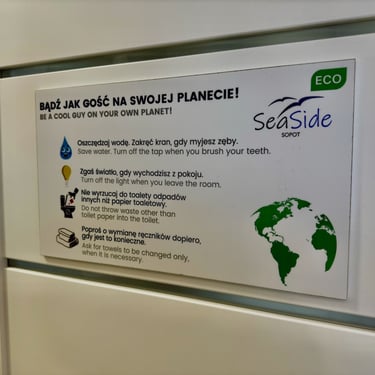 ECO
BĄDŹ JAK GOŚĆ NA SWOJEJ PLANECIE!
BE A COOL GUY ON YOUR OWN PLANET!
SeaSide
SOPOT
Oszczędzaj wodę. Zakręć kran, gdy myjesz zęby.
Save water. Turn off the tap when you brush your teeth.
Zgaś światło, gdy wychodzisz z pokoju.
Turn off the light when you leave the room.
Nie wyrzucaj do toalety odpadów
innych niż papier toaletowy.
Do not throw waste other than
toilet paper into the toilet.
Poproś o wymianę ręczników dopiero,
gdy jest to konieczne.
Ask for towels to be changed only,
when it is necessary.